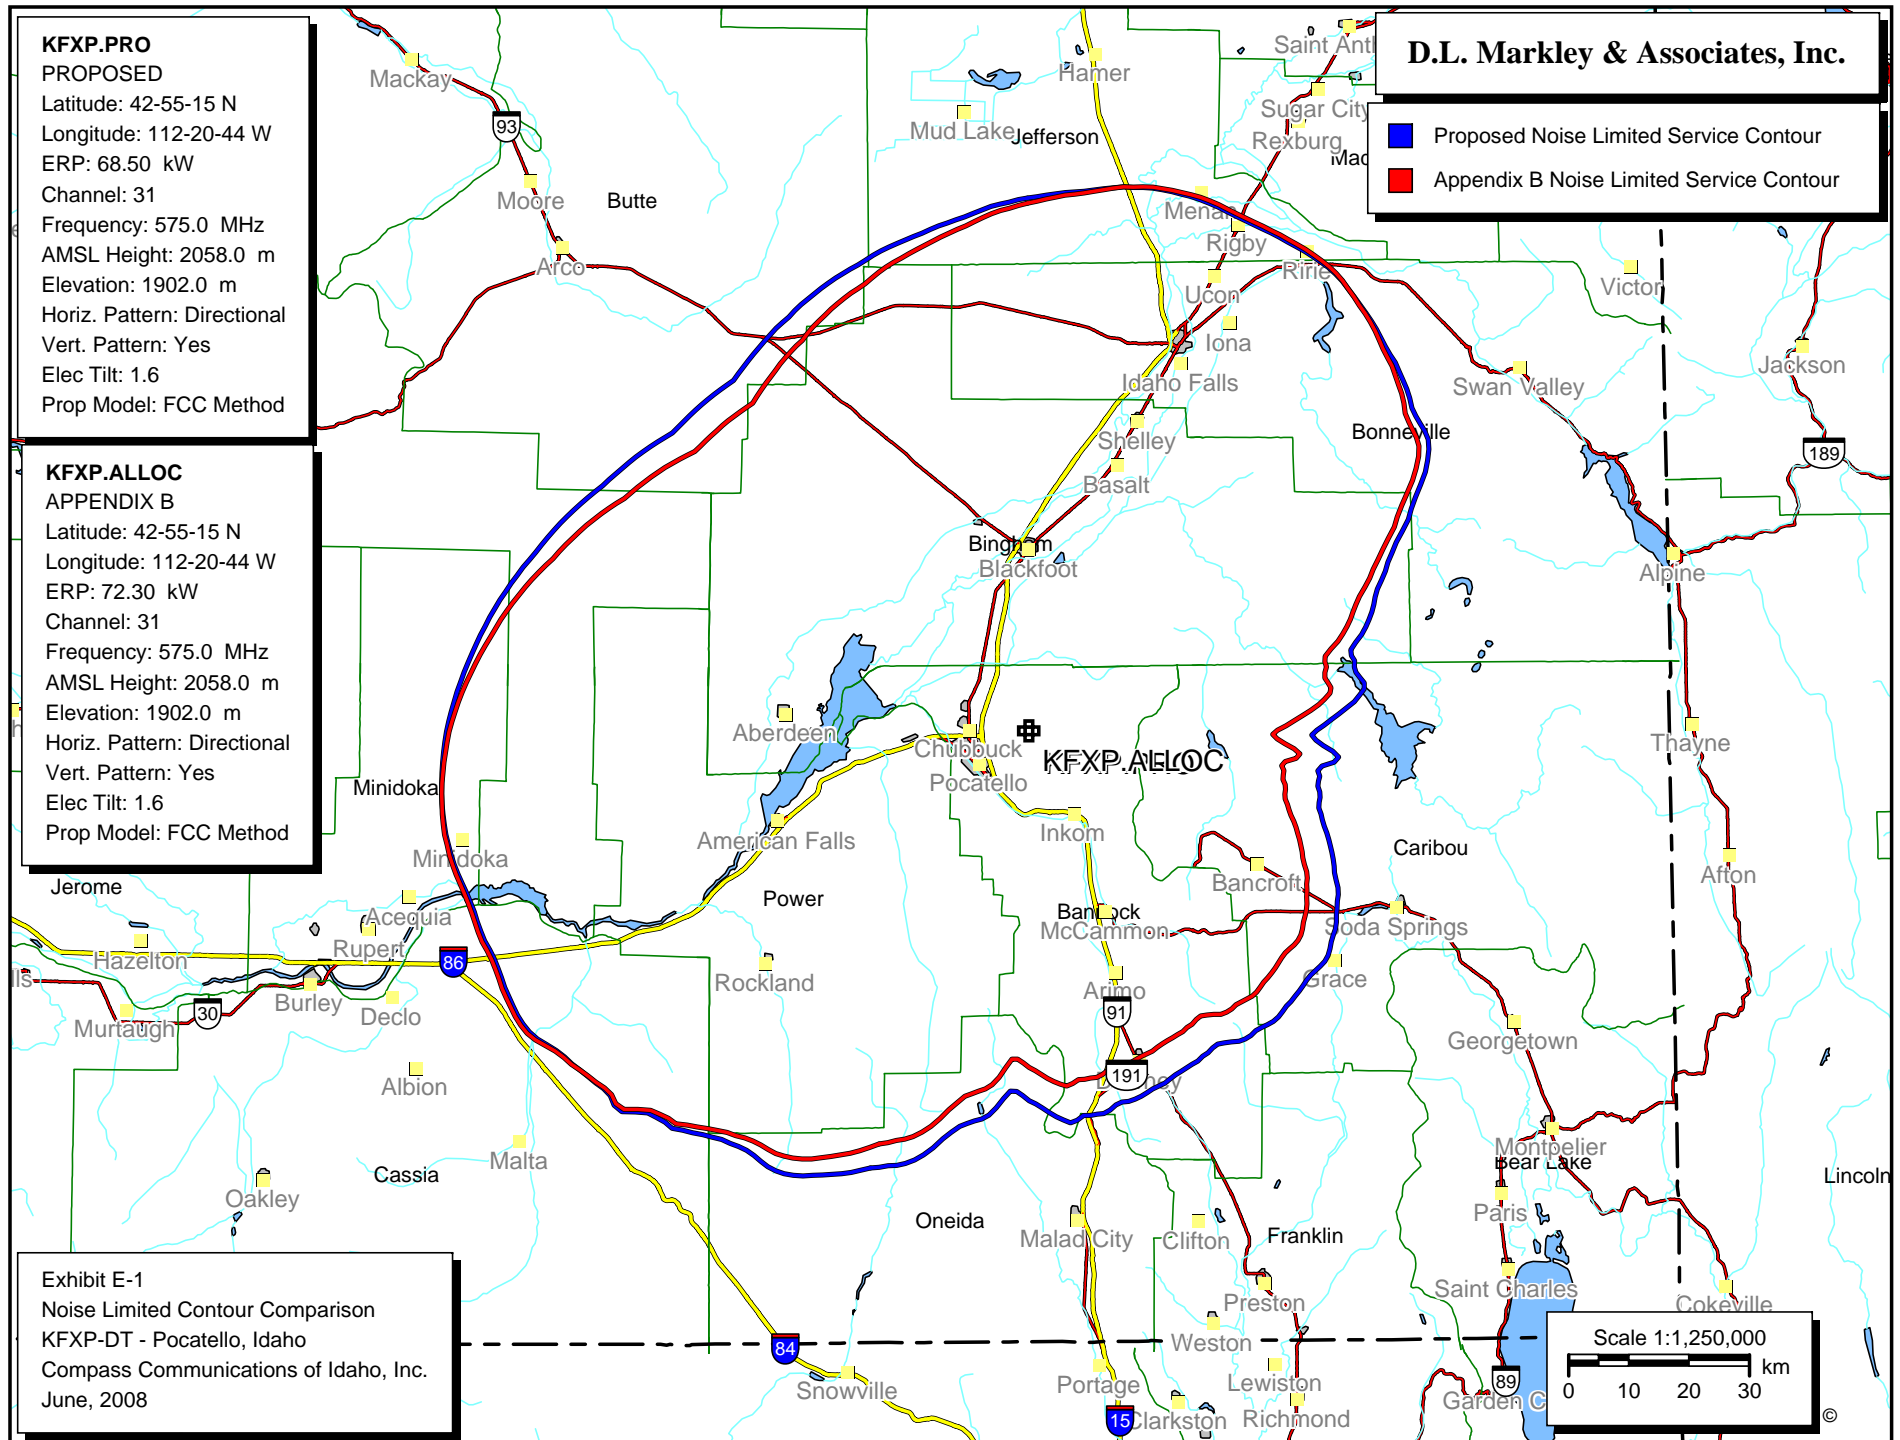 KFXP.PRO
PROPOSED
Latitude: 42-55-15 N
Longitude: 112-20-44 W
ERP: 68.50 kW
Channel: 31
Frequency: 575.0 MHz
AMSL Height: 2058.0 m
Elevation: 1902.0 m
Horiz. Pattern: Directional
Vert. Pattern: Yes
Elec Tilt: 1.6
Prop Model: FCC Method
KFXP.ALLOC
APPENDIX B
Latitude: 42-55-15 N
Longitude: 112-20-44 W
ERP: 72.30 kW
Channel: 31
Frequency: 575.0 MHz
AMSL Height: 2058.0 m
Elevation: 1902.0 m
Horiz. Pattern: Directional
Vert. Pattern: Yes
Elec Tilt: 1.6
Prop Model: FCC Method
D.L. Markley & Associates, Inc.
Proposed Noise Limited Service Contour
Appendix B Noise Limited Service Contour
Mackay
93
Moore
Butte
Arco
Hamer
Mud Lake
Jefferson
Saint Ant
Sugar City
Rexburg
Mad
Menan
Rigby
Ririe
Ucon
Iona
Idaho Falls
Victor
Jackson
Swan Valley
Shelley
Bonneville
189
Basalt
Bingham
Blackfoot
Alpine
Aberdeen
Chubbuck
Pocatello
KFXP.ALLOC
Thayne
Minidoka
American Falls
Inkom
Minidoka
Caribou
Afton
Jerome
Power
Bancroft
Acequia
Rupert
Bannock
McCammon
Soda Springs
Hazelton
86
Rockland
Grace
lls
Burley
Declo
Arimo
91
30
Murtaugh
Georgetown
Albion
191
Downey
Malta
Cassia
Montpelier
Bear Lake
Lincoln
Oakley
Paris
Oneida
Malad City
Clifton
Franklin
Saint Charles
Preston
Cokeville
Weston
84
Snowville
Portage
Lewiston
89
Garden C
15
Clarkston
Richmond
Exhibit E-1
Noise Limited Contour Comparison
KFXP-DT - Pocatello, Idaho
Compass Communications of Idaho, Inc.
June, 2008
Scale 1:1,250,000
km
0 10 20 30
©